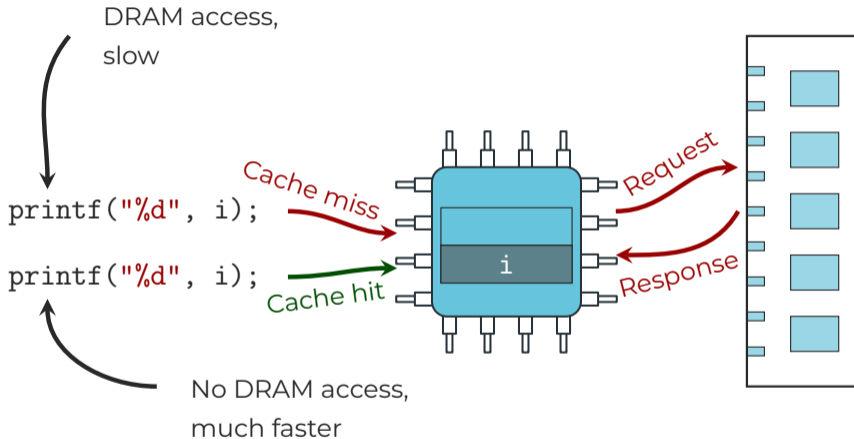 DRAM access,
slow
Cache miss
printf("%d", i);
printf("%d", i);
Cache hit
i
Request
Response
No DRAM access,
much faster